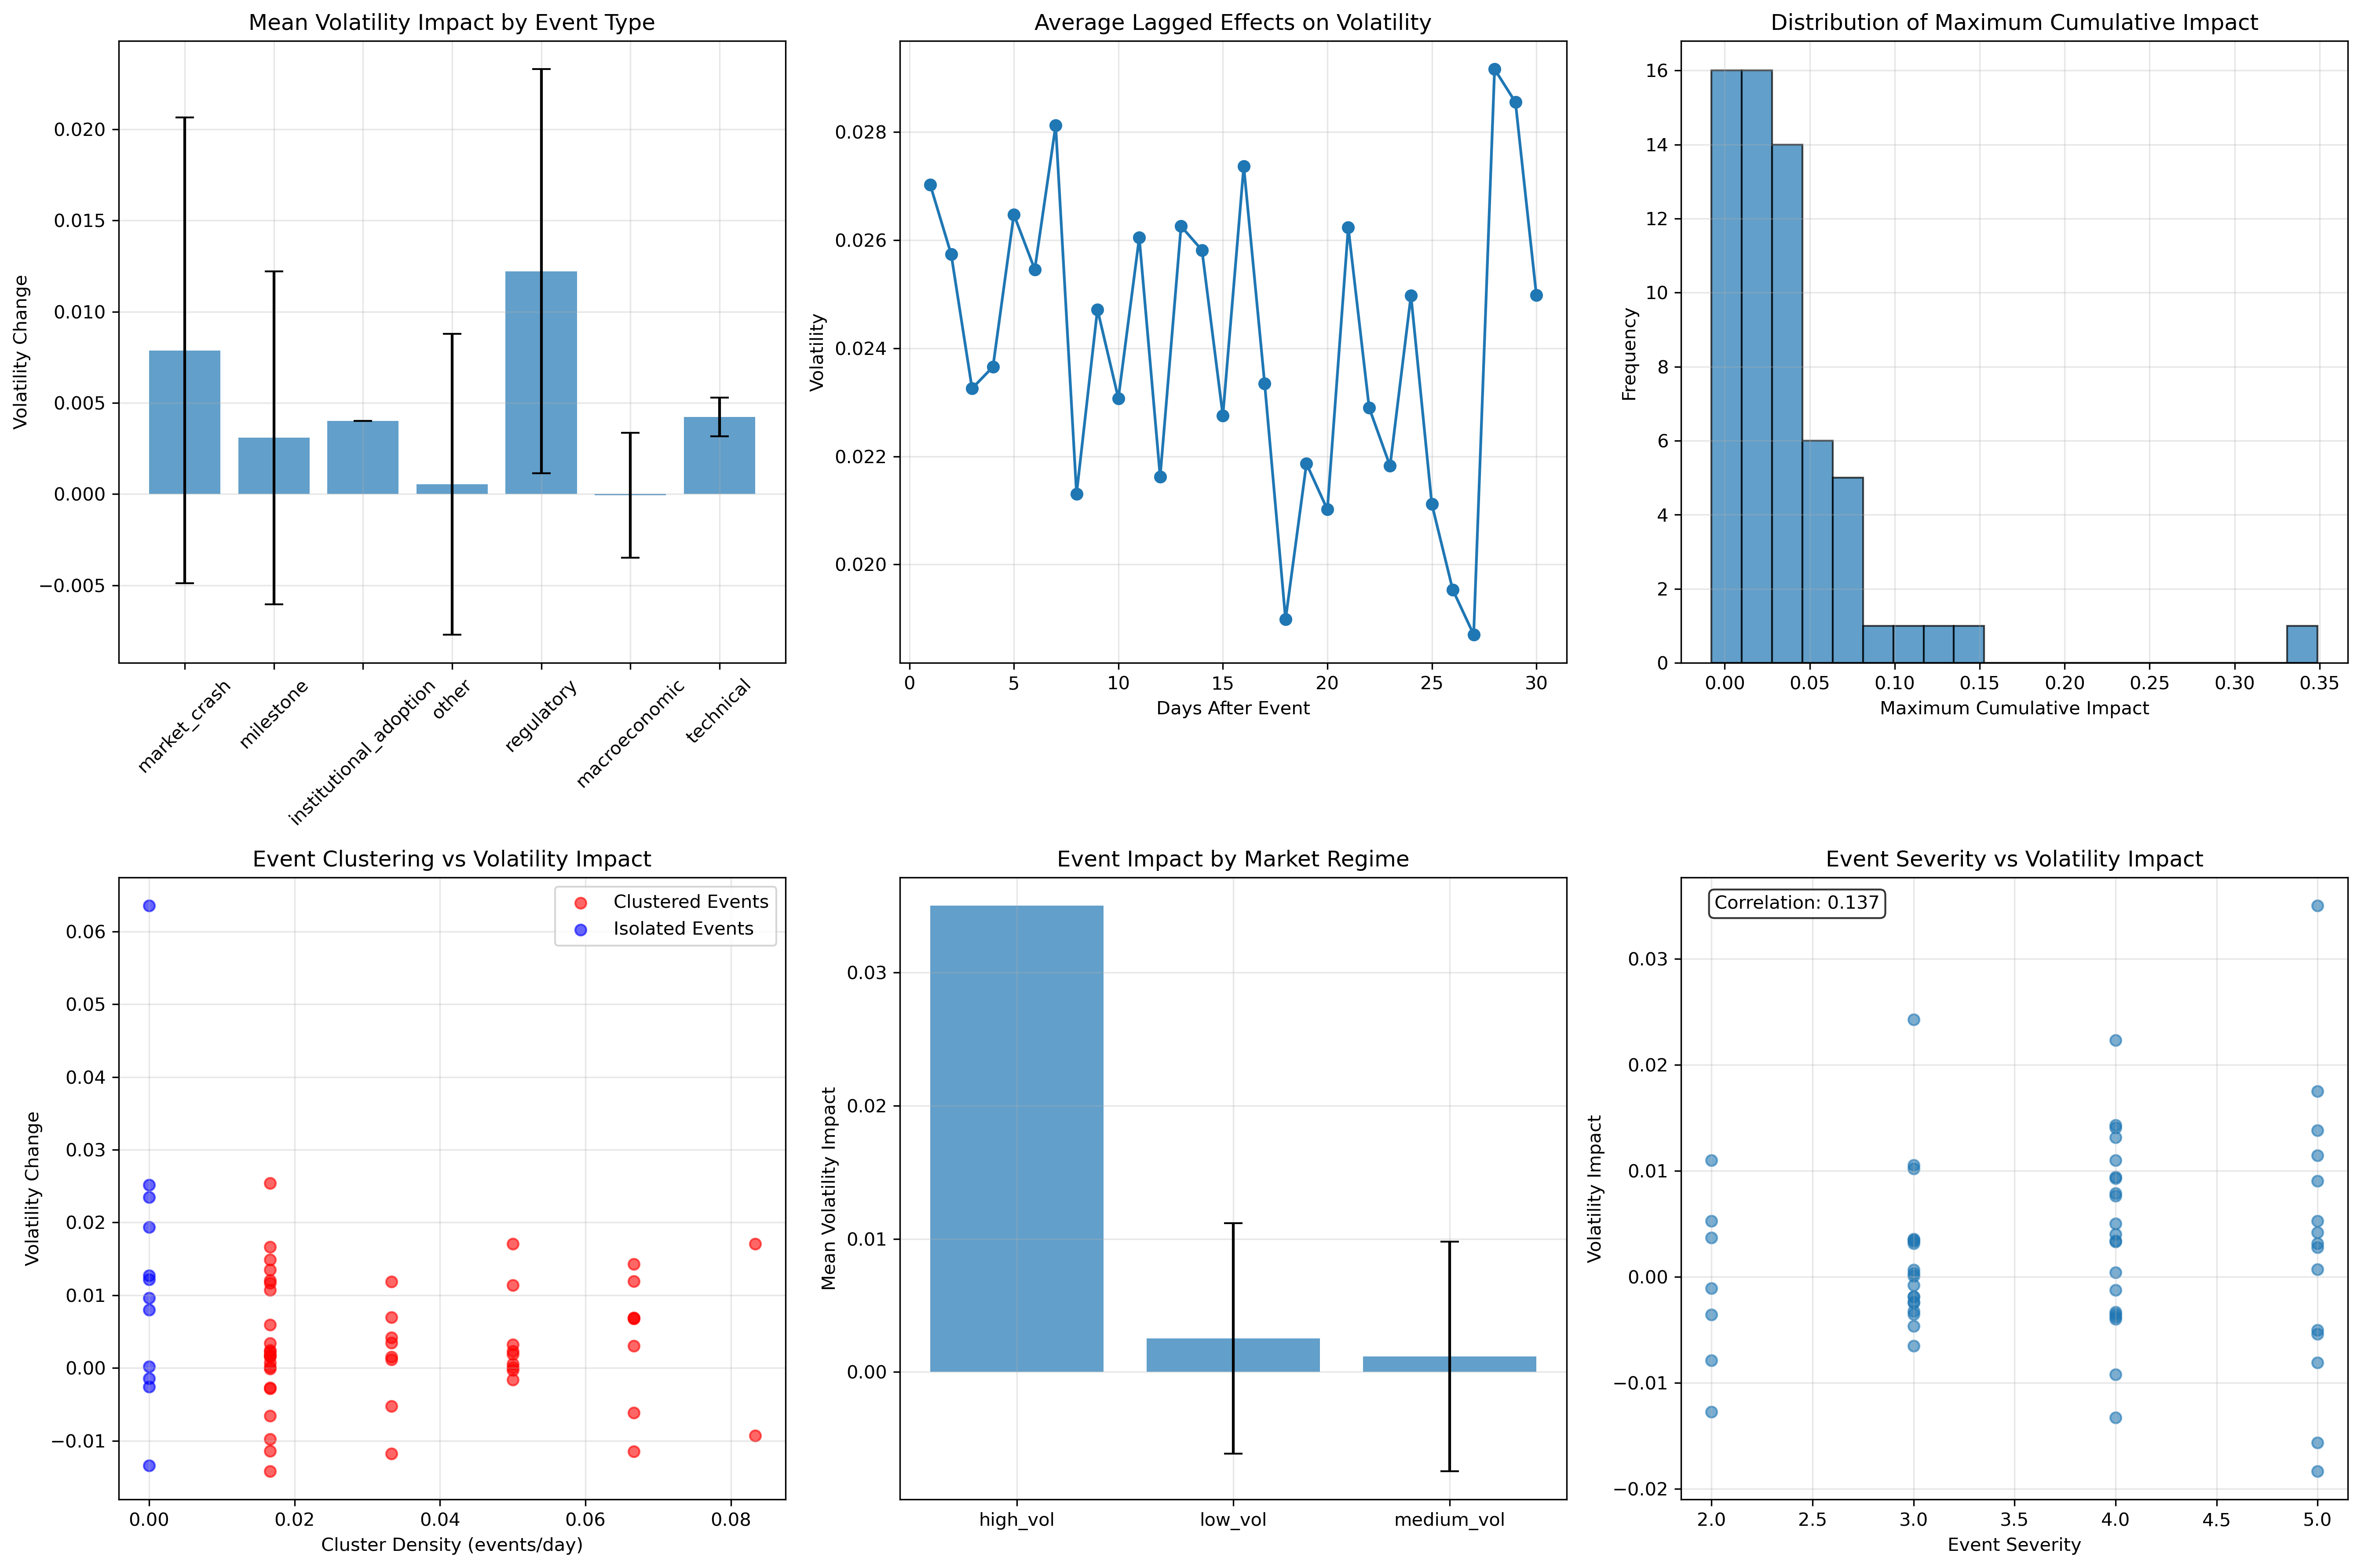 Mean Volatility Impact by Event Type
Volatility Change
0.020
0.015
0.010
0.005
0.000
−0.005
market_crash
milestone
institutional_adoption
other
regulatory
macroeconomic
technical
Average Lagged Effects on Volatility
Volatility
0.028
0.026
0.024
0.022
0.020
0
5
10
15
20
25
30
Days After Event
Distribution of Maximum Cumulative Impact
Frequency
16
14
12
10
8
6
4
2
0
0.00
0.05
0.10
0.15
0.20
0.25
0.30
0.35
Maximum Cumulative Impact
Event Clustering vs Volatility Impact
Clustered Events
Isolated Events
Volatility Change
0.06
0.05
0.04
0.03
0.02
0.01
0.00
−0.01
0.00
0.02
0.04
0.06
0.08
Cluster Density (events/day)
Event Impact by Market Regime
Mean Volatility Impact
0.03
0.02
0.01
0.00
high_vol
low_vol
medium_vol
Event Severity vs Volatility Impact
Correlation: 0.137
Volatility Impact
0.03
0.02
0.01
0.00
−0.01
−0.02
2.0
2.5
3.0
3.5
4.0
4.5
5.0
Event Severity